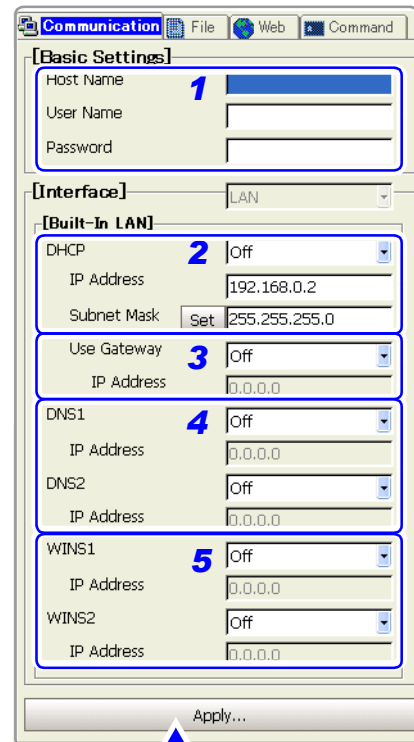 Communication File Web Command
[Basic Settings]
Host Name 1
User Name
Password
[Interface] LAN
[Built-In LAN]
DHCP 2 Off
IP Address 192.168.0.2
Subnet Mask Set 255.255.255.0
Use Gateway 3 Off
IP Address 0.0.0.0
DNS1 4 Off
IP Address 0.0.0.0
DNS2 Off
IP Address 0.0.0.0
WINS1 5 Off
IP Address 0.0.0.0
WINS2 Off
IP Address 0.0.0.0
Apply...